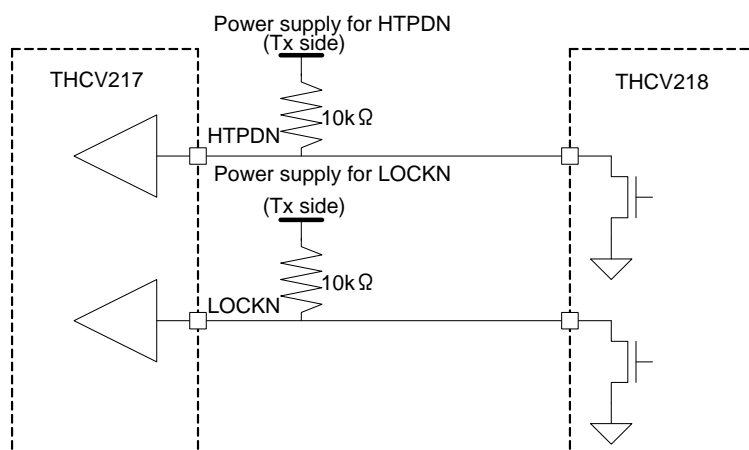 Power supply for HTPDN
(Tx side)
THCV217
THCV218
10kΩ
HTPDN
Power supply for LOCKN
(Tx side)
10kΩ
LOCKN